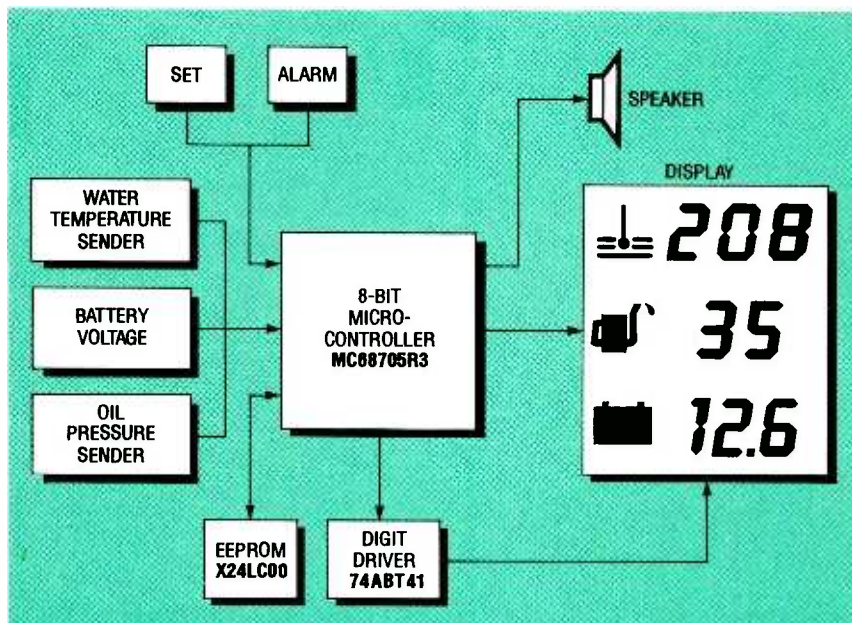 SET
ALARM
SPEAKER
DISPLAY
WATER
TEMPERATURE
SENDER
BATTERY
VOLTAGE
OIL
PRESSURE
SENDER
8-BIT
MICRO-
CONTROLLER
MC68705R3
208
35
12.6
EEPROM
X24LC00
DIGIT
DRIVER
74ABT41